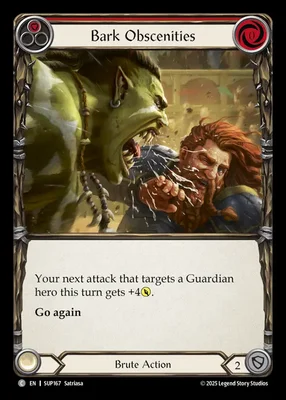 Bark Obscenities
Your next attack that targets a Guardian
hero this turn gets +4.
Go again
Brute Action
2
C EN | SUP167 Satriasa
©2025 Legend Story Studios